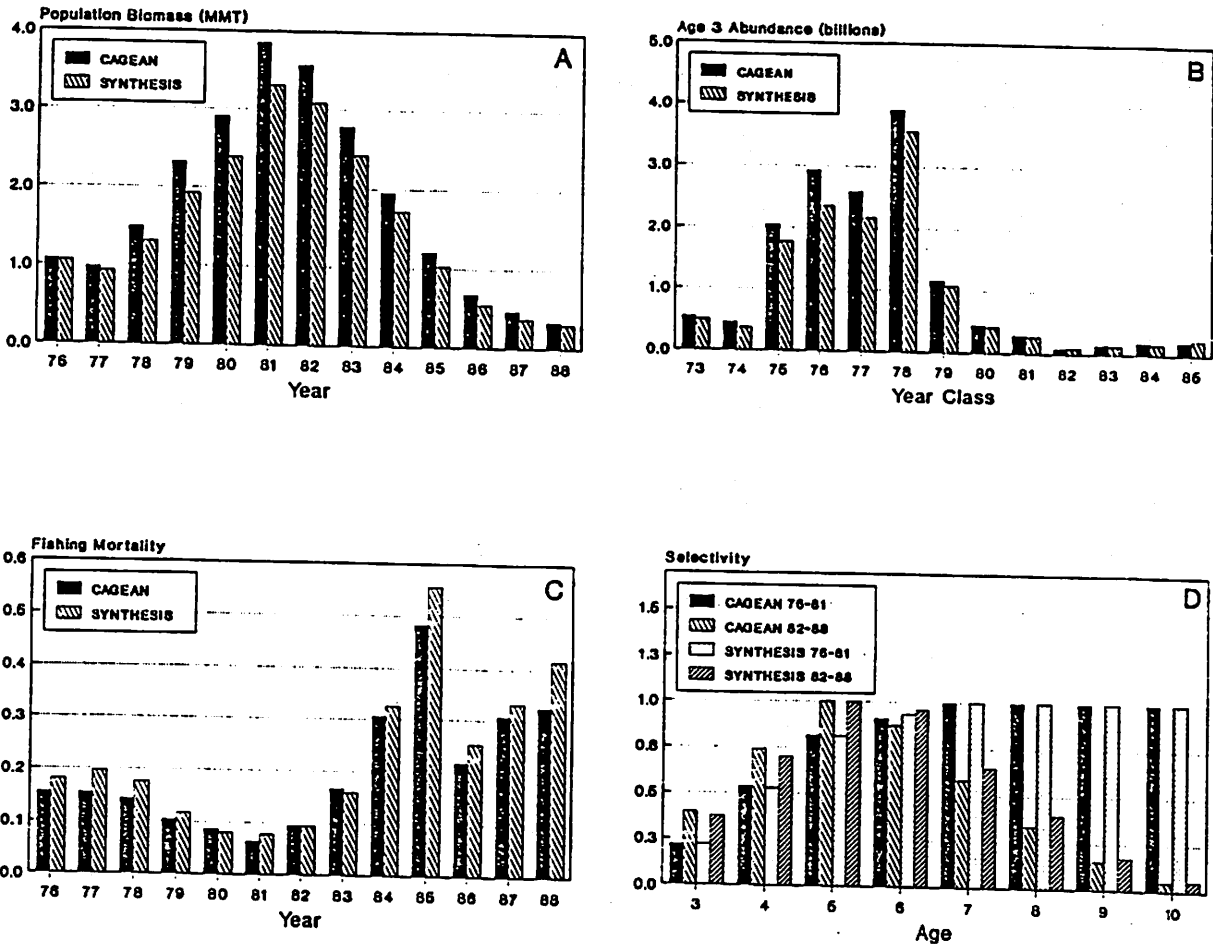 Population Biomass (MMT)
4.0
3.0
2.0
1.0
0.0
CAGEAN
SYNTHESIS
A
76 77 78 79 80 81 82 83 84 85 86 87 88
Year
Age 3 Abundance (billions)
5.0
4.0
3.0
2.0
1.0
0.0
CAGEAN
SYNTHESIS
B
73 74 75 76 77 78 79 80 81 82 83 84 85
Year Class
Fishing Mortality
0.6
0.5
0.4
0.3
0.2
0.1
0.0
CAGEAN
SYNTHESIS
C
76 77 78 79 80 81 82 83 84 85 86 87 88
Year
Selectivity
1.5
1.3
1.0
0.8
0.5
0.3
0.0
CAGEAN 76-81
CAGEAN 82-88
SYNTHESIS 76-81
SYNTHESIS 82-88
D
3 4 5 6 7 8 9 10
Age